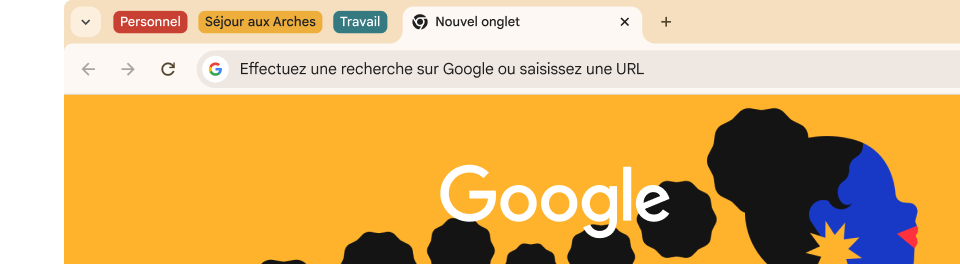 Personnel Séjour aux Arches Travail Nouvel onglet
Effectuez une recherche sur Google ou saisissez une URL
Google